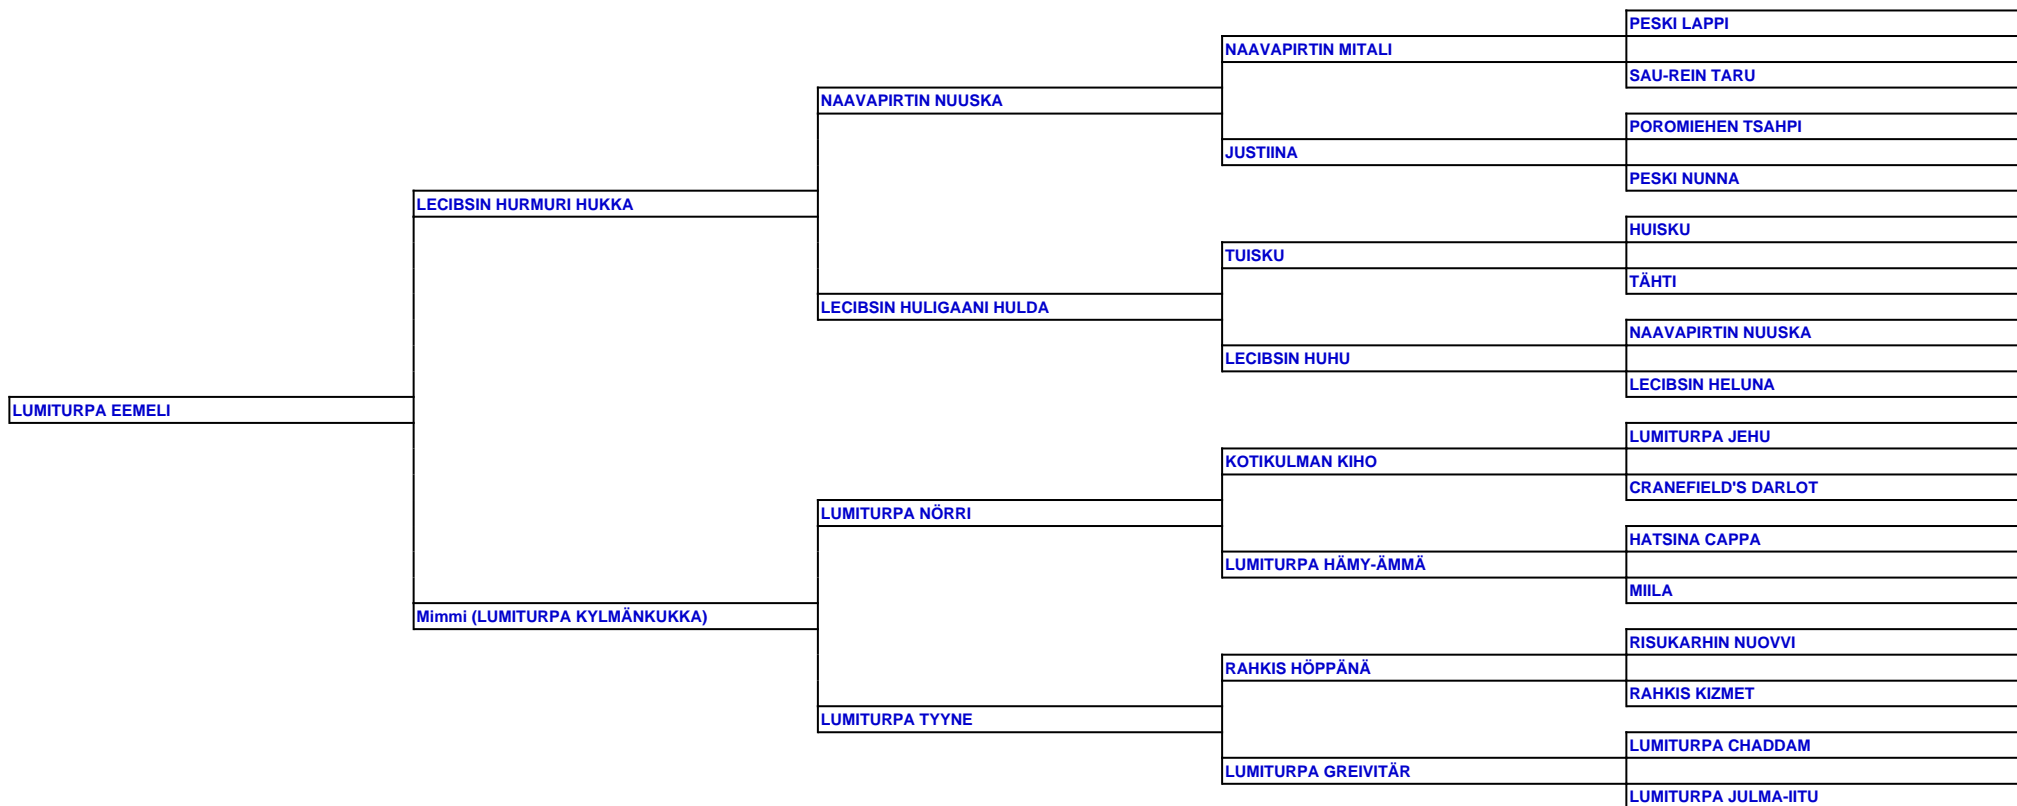 PESKI LAPPI
NAAVAPIRTIN MITALI
SAU-REIN TARU
NAAVAPIRTIN NUUSKA
POROMIEHEN TSAHPI
JUSTIINA
PESKI NUNNA
LECIBSIN HURMURI HUKKA
HUISKU
TUISKU
TÄHTI
LECIBSIN HULIGAANI HULDA
NAAVAPIRTIN NUUSKA
LECIBSIN HUHU
LECIBSIN HELUNA
LUMITURPA EEMELI
LUMITURPA JEHU
KOTIKULMAN KIHO
CRANEFIELD'S DARLOT
LUMITURPA NÖRRI
HATSINA CAPPA
LUMITURPA HÄMY-ÄMMÄ
MIILA
Mimmi (LUMITURPA KYLMÄNKUKKA)
RISUKARHIN NUOVVI
RAHKIS HÖPPÄNÄ
RAHKIS KIZMET
LUMITURPA TYYNE
LUMITURPA CHADDAM
LUMITURPA GREIVITÄR
LUMITURPA JULMA-IITU